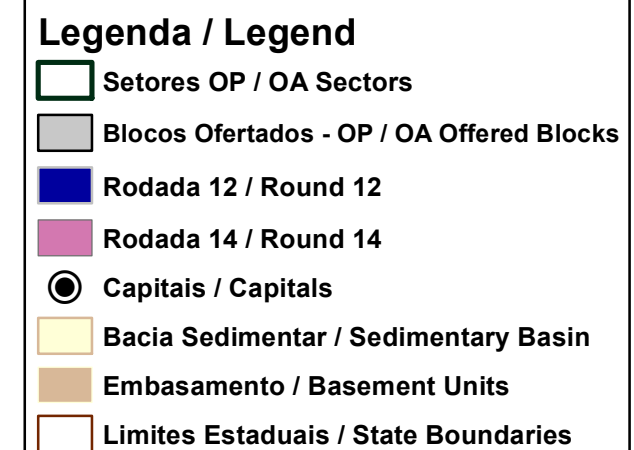 Legenda / Legend
Setores OP / OA Sectors
Blocos Ofertados - OP / OA Offered Blocks
Rodada 12 / Round 12
Rodada 14 / Round 14
Capitais / Capitals
Bacia Sedimentar / Sedimentary Basin
Embasamento / Basement Units
Limites Estaduais / State Boundaries